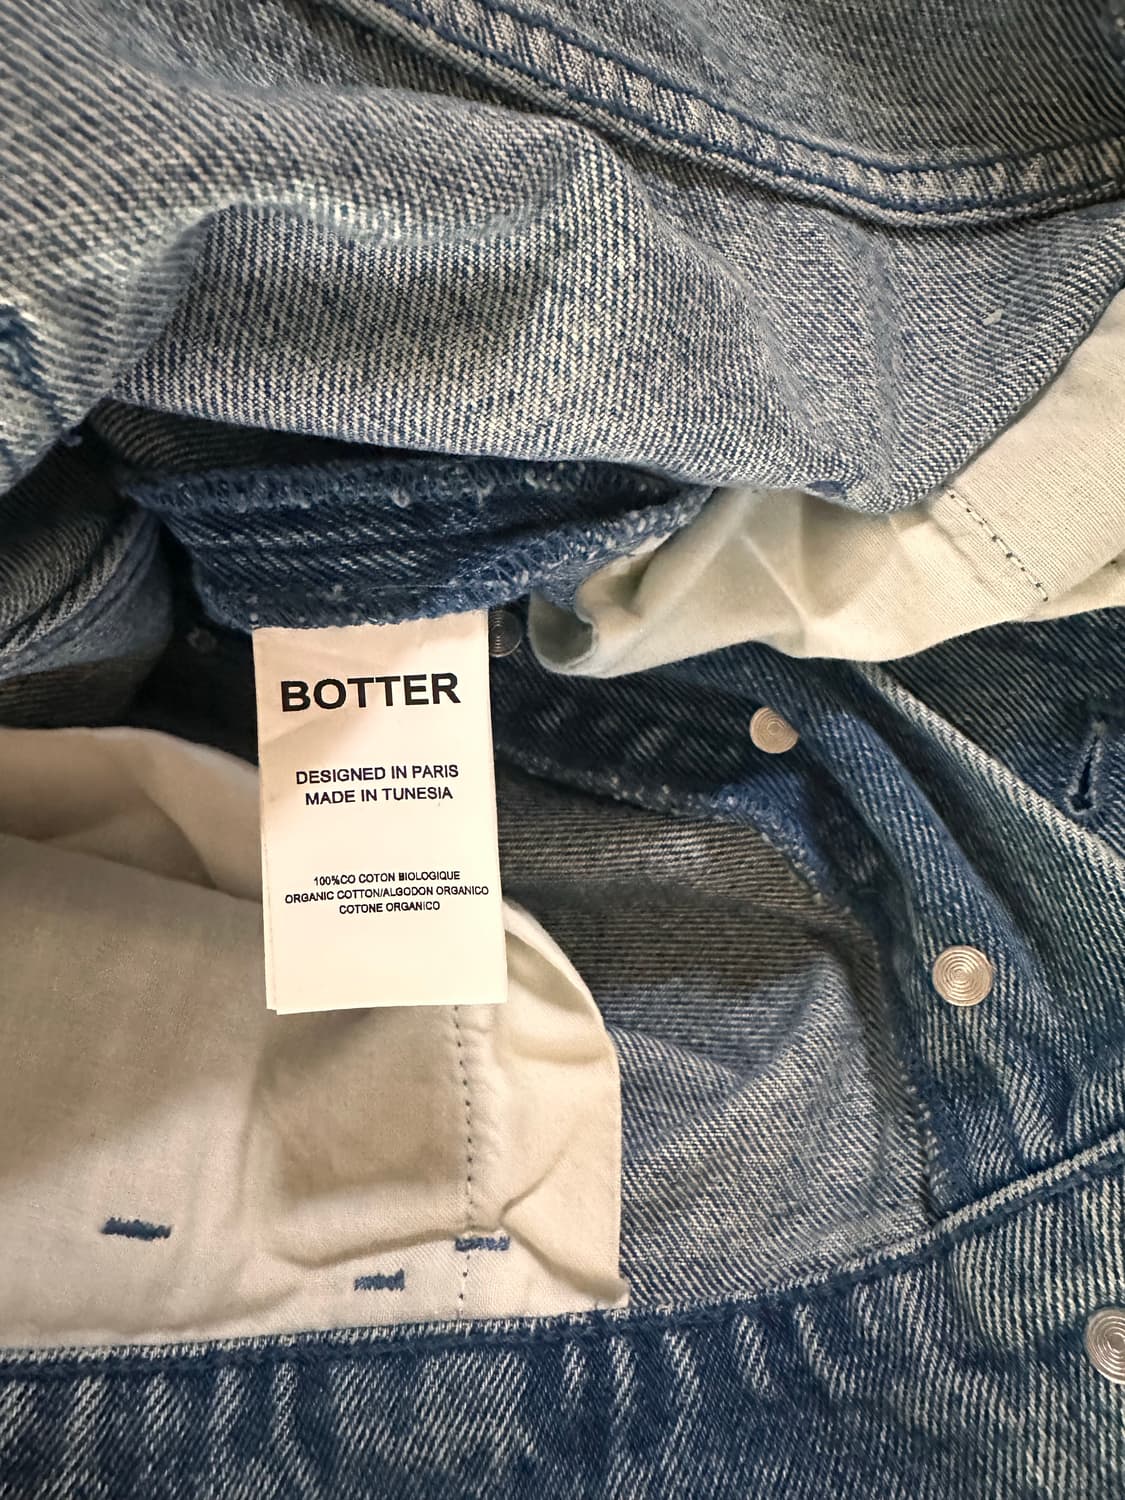 BOTTER
DESIGNED IN PARIS
MADE IN TUNESIA
100%CO COTON BIOLOGIQUE
ORGANIC COTTON/ALGODON ORGANICO
COTONE ORGANICO